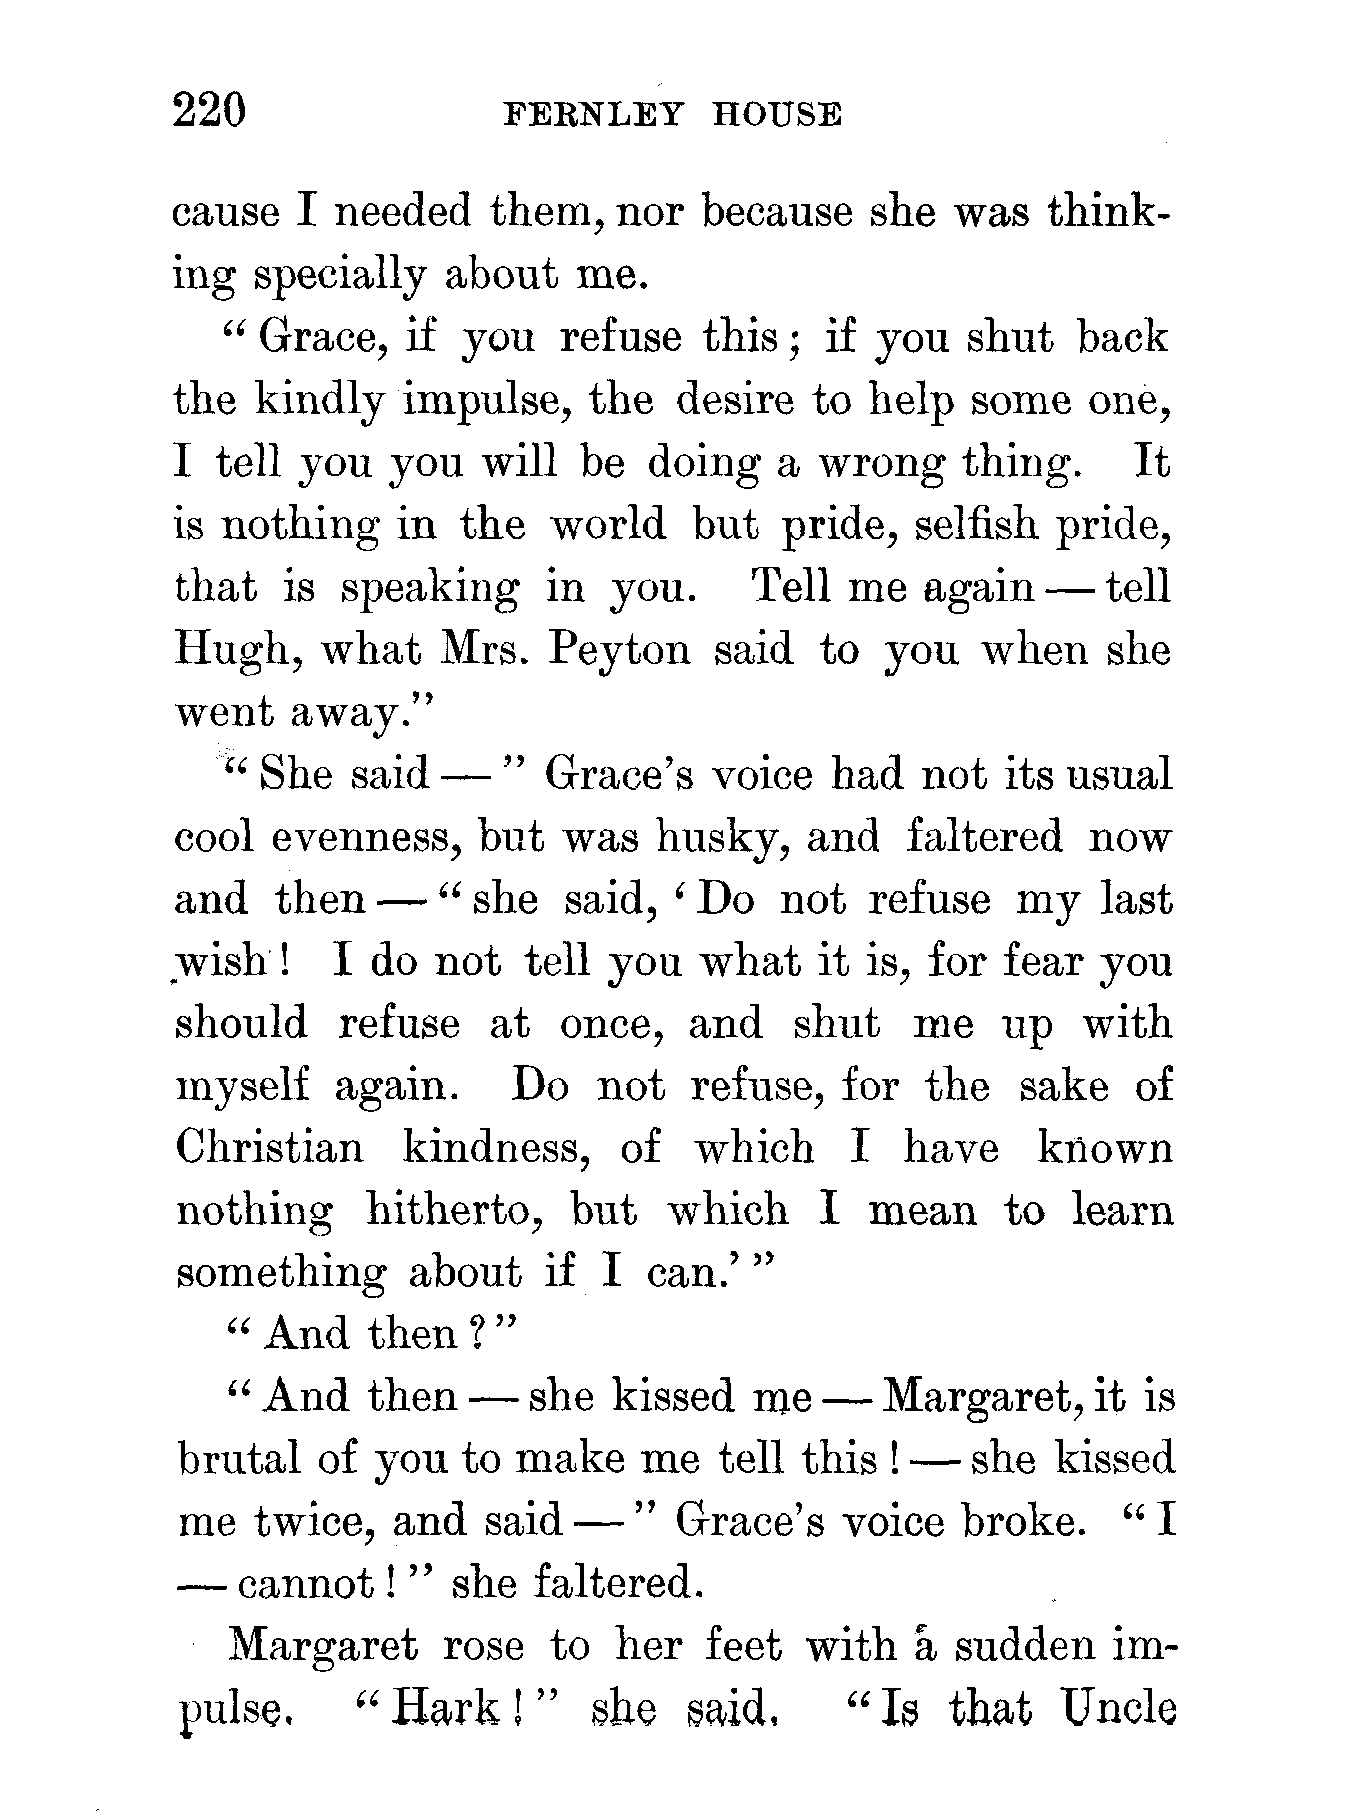 220 FERNLEY HOUSE
cause I needed them, nor because she was think-
ing specially about me.
“ Grace, if you refuse this ; if you shut back
the kindly impulse, the desire to help some one,
I tell you you will be doing a wrong thing. It
is nothing in the world but pride, selfish pride,
that is speaking in you. Tell me again — tell
Hugh, what Mrs. Peyton said to you when she
went away.”
“ She said — ” Grace’s voice had not its usual
cool evenness, but was husky, and faltered now
and then — “ she said, ‘ Do not refuse my last
wish ! I do not tell you what it is, for fear you
should refuse at once, and shut me up with
myself again. Do not refuse, for the sake of
Christian kindness, of which I have known
nothing hitherto, but which I mean to learn
something about if I can.’ ”
“ And then ? ”
“ And then — she kissed me — Margaret, it is
brutal of you to make me tell this ! — she kissed
me twice, and said — ” Grace’s voice broke. “ I
— cannot ! ” she faltered.
Margaret rose to her feet with a sudden im-
pulse. “ Hark ! ” she said. “ Is that Uncle